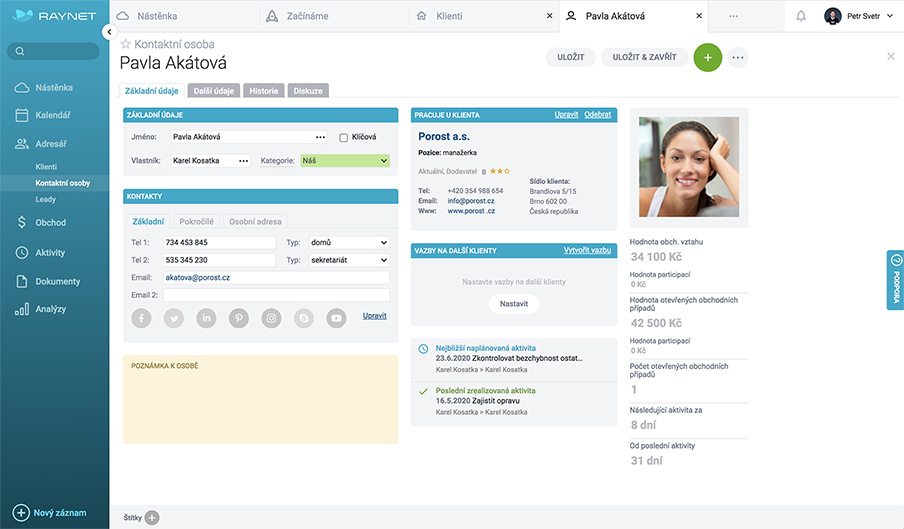 RAYNET
Nástěnka
Začínáme
Klienti
Pavla Akátová
Petr Svetr
Nástěnka
Kalendář
Adresář
Klienti
Kontaktní osoby
Leady
Obchod
Aktivity
Dokumenty
Analýzy
Nový záznam
Kontaktní osoba
Pavla Akátová
ULOŽIT
ULOŽIT & ZAVŘÍT
Základní údaje
Další údaje
Historie
Diskuze
ZÁKLADNÍ ÚDAJE
Jméno: Pavla Akátová Klíčová
Vlastník: Karel Kosatka Kategorie: Náš
KONTAKTY
Základní Pokročilé Osobní adresa
Tel 1: 734 453 845 Typ: domů
Tel 2: 535 345 230 Typ: sekretariát
Email: akatova@porost.cz
Email 2:
Upravit
POZNÁMKA K OSOBĚ
PRACUJE U KLIENTA Upravit Odebrat
Porost a.s.
Pozice: manažerka
Aktuální, Dodavatel B
Tel: +420 354 988 654
Email: info@porost.cz
Www: www.porost .cz
Sídlo klienta:
Brandlova 5/15
Brno 602 00
Česká republika
VAZBY NA DALŠÍ KLIENTY Vytvořit vazbu
Nastavte vazby na další klienty
Nastavit
Nejbližší naplánovaná aktivita
23.6.2020 Zkontrolovat bezchybnost ostat...
Karel Kosatka > Karel Kosatka
Poslední zrealizovaná aktivita
16.5.2020 Zajistit opravu
Karel Kosatka > Karel Kosatka
Hodnota obch. vztahu
34 100 Kč
Hodnota participací
0 Kč
Hodnota otevřených obchodních
případů
42 500 Kč
Hodnota participací
0 Kč
Počet otevřených obchodních
případů
1
Následující aktivita za
8 dní
Od poslední aktivity
31 dní
PODPORA
Štítky